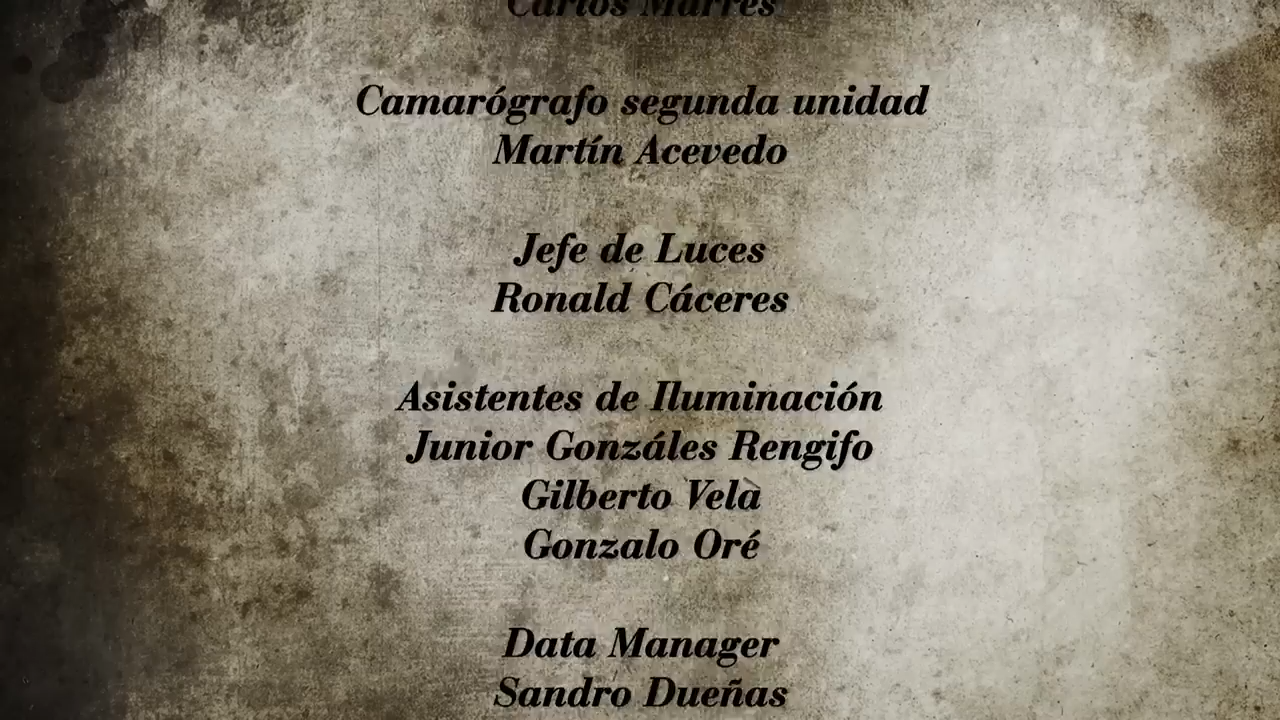 Carlos Marres
Camarógrafo segunda unidad
Martín Acevedo
Jefe de Luces
Ronald Cáceres
Asistentes de Iluminación
Junior Gonzáles Rengifo
Gilberto Vela
Gonzalo Oré
Data Manager
Sandro Dueñas